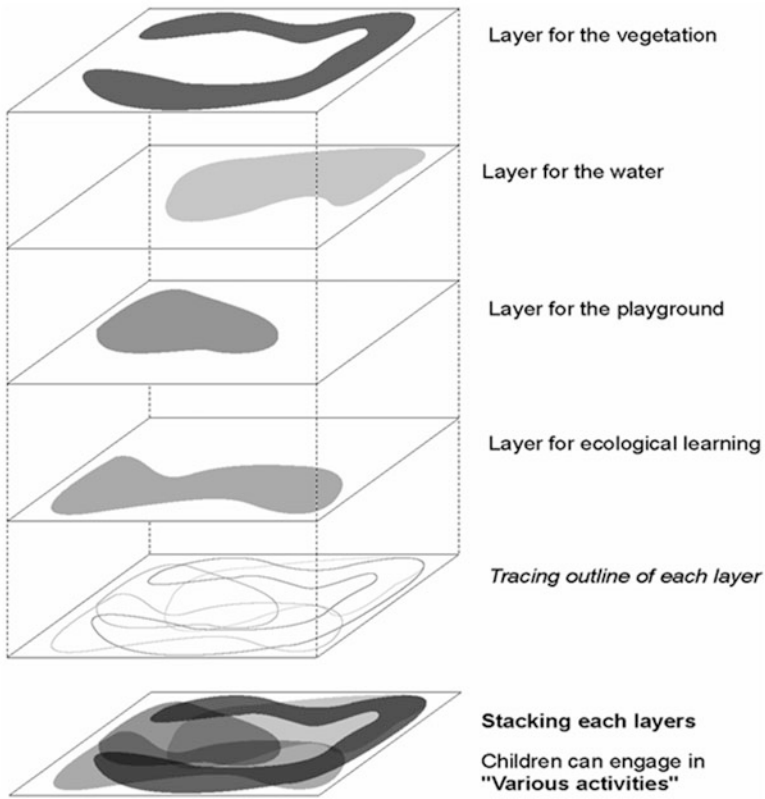 Layer for the vegetation
Layer for the water
Layer for the playground
Layer for ecological learning
Tracing outline of each layer
Stacking each layers
Children can engage in
"Various activities"